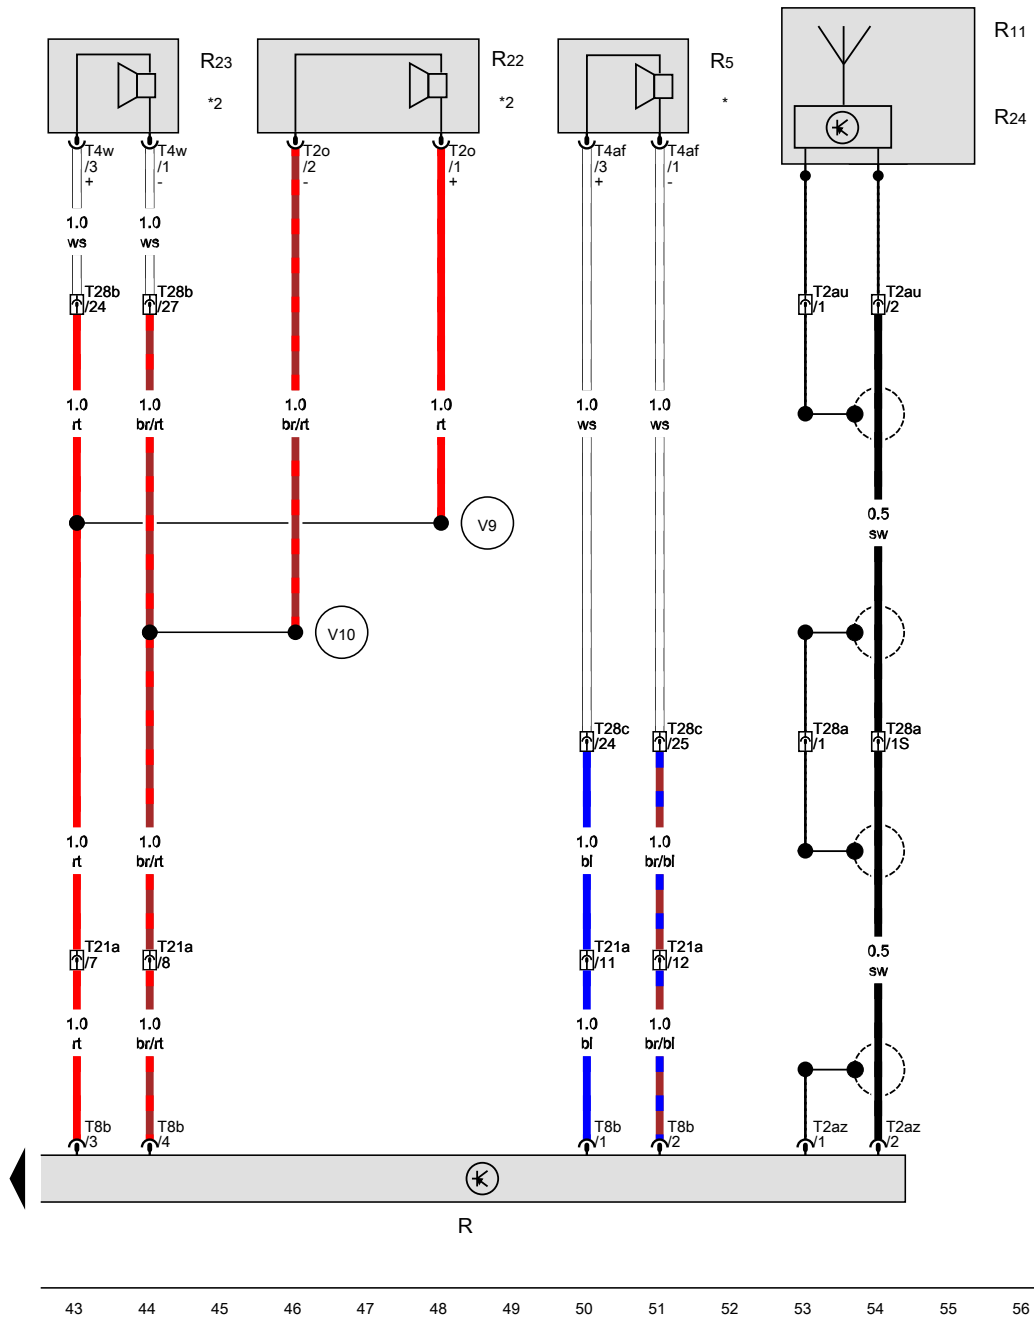 R11
R23
R22
R5
*2
*2
*
R24
T4w
/3
+
T4w
/1
-
T2o
/2
-
T2o
/1
+
T4af
/3
+
T4af
/1
-
1.0
ws
1.0
ws
T28b
/24
T28b
/27
T2au
/1
T2au
/2
1.0
rt
1.0
br/rt
1.0
br/rt
1.0
rt
1.0
ws
1.0
ws
V9
0.5
sw
V10
T28c
/24
T28c
/25
T28a
/1
T28a
/1S
1.0
rt
1.0
br/rt
1.0
bl
1.0
br/bl
T21a
/7
T21a
/8
T21a
/11
T21a
/12
0.5
sw
1.0
rt
1.0
br/rt
1.0
bl
1.0
br/bl
T8b
/3
T8b
/4
T8b
/1
T8b
/2
T2az
/1
T2az
/2
R
43 44 45 46 47 48 49 50 51 52 53 54 55 56